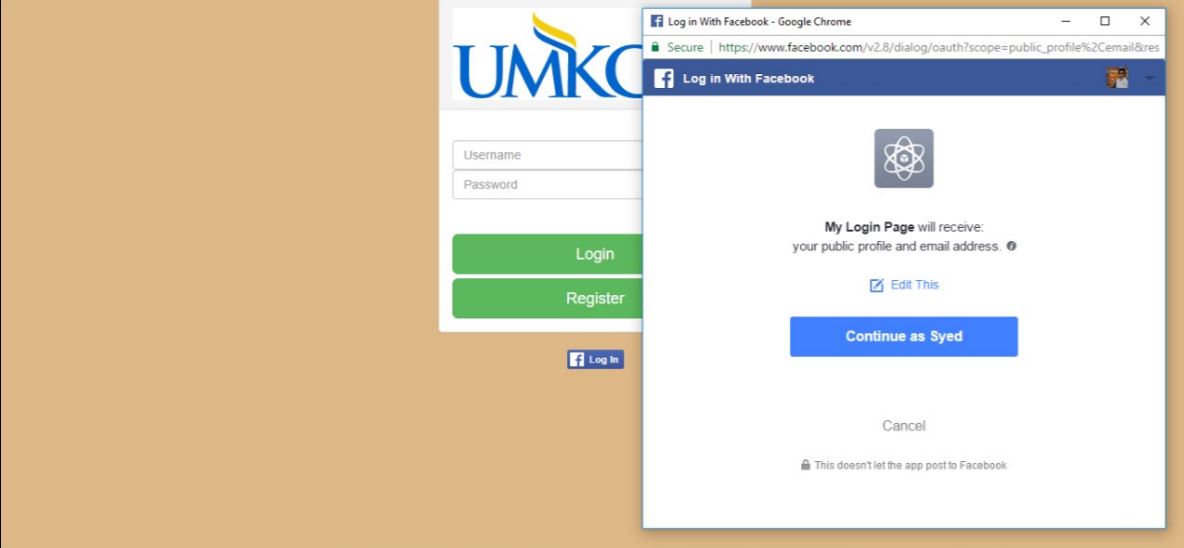 UMKC
Username
Password
Login
Register
Log In
Log in With Facebook - Google Chrome
Secure | https://www.facebook.com/v2.8/dialog/oauth?scope=public_profile%2Cemail&res
Log in With Facebook
My Login Page will receive:
your public profile and email address.
Edit This
Continue as Syed
Cancel
This doesn't let the app post to Facebook